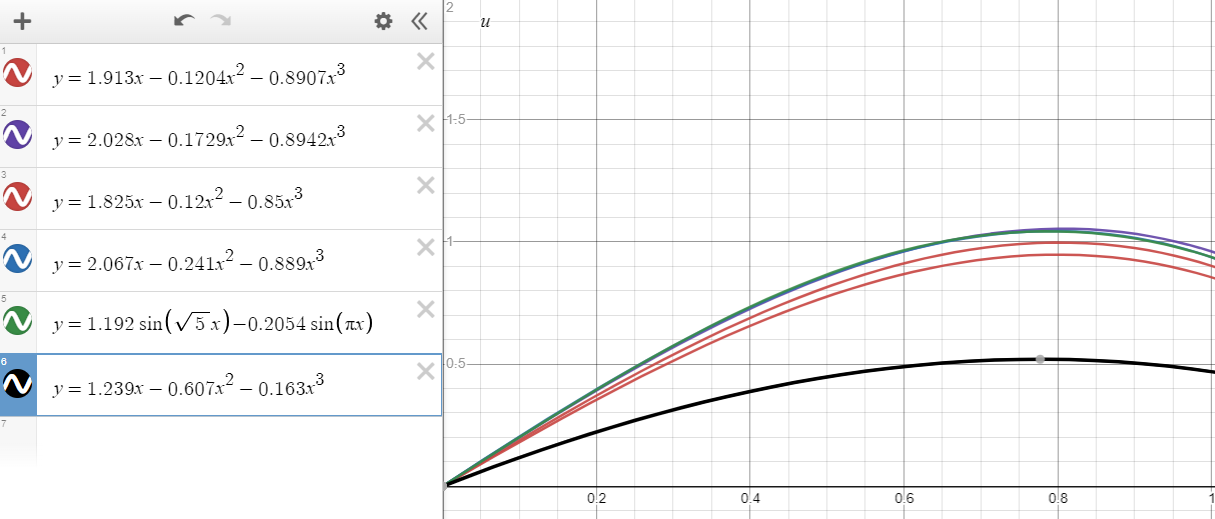 1
y = 1.913x − 0.1204x² − 0.8907x³
2
y = 2.028x − 0.1729x² − 0.8942x³
3
y = 1.825x − 0.12x² − 0.85x³
4
y = 2.067x − 0.241x² − 0.889x³
5
y = 1.192 sin(√5x)−0.2054 sin(πx)
6
y = 1.239x − 0.607x² − 0.163x³
7
2
u
1.5
1
0.5
0.2 0.4 0.6 0.8 1